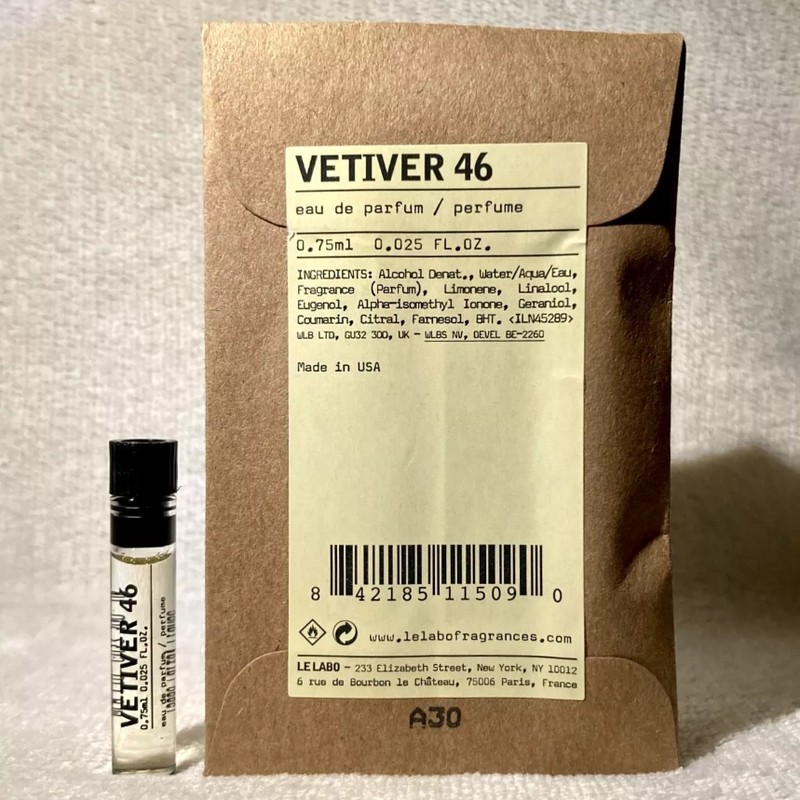 VETIVER 46
eau de parfum / perfume
0.75ml 0.025 FL.OZ.
INGREDIENTS: Alcohol Denat., Water/Aqua/Eau,
Fragrance (Parfum), Limonene, Linalool,
Eugenol, Alpha-isomethyl Ionone, Geraniol,
Coumarin, Citral, Farnesol, BHT. <ILN45289>
WLB LTD, GU32 3QQ, UK - WLBS NV, OEVEL BE-2260
Made in USA
8 42185 11509 0
www.lelabofragrances.com
LE LABO - 233 Elizabeth Street, New York, NY 10012
6 rue de Bourbon le Château, 75006 Paris, France
A30
VETIVER 46
0.75ml 0.025 FL.OZ.
eau de parfum / perfume